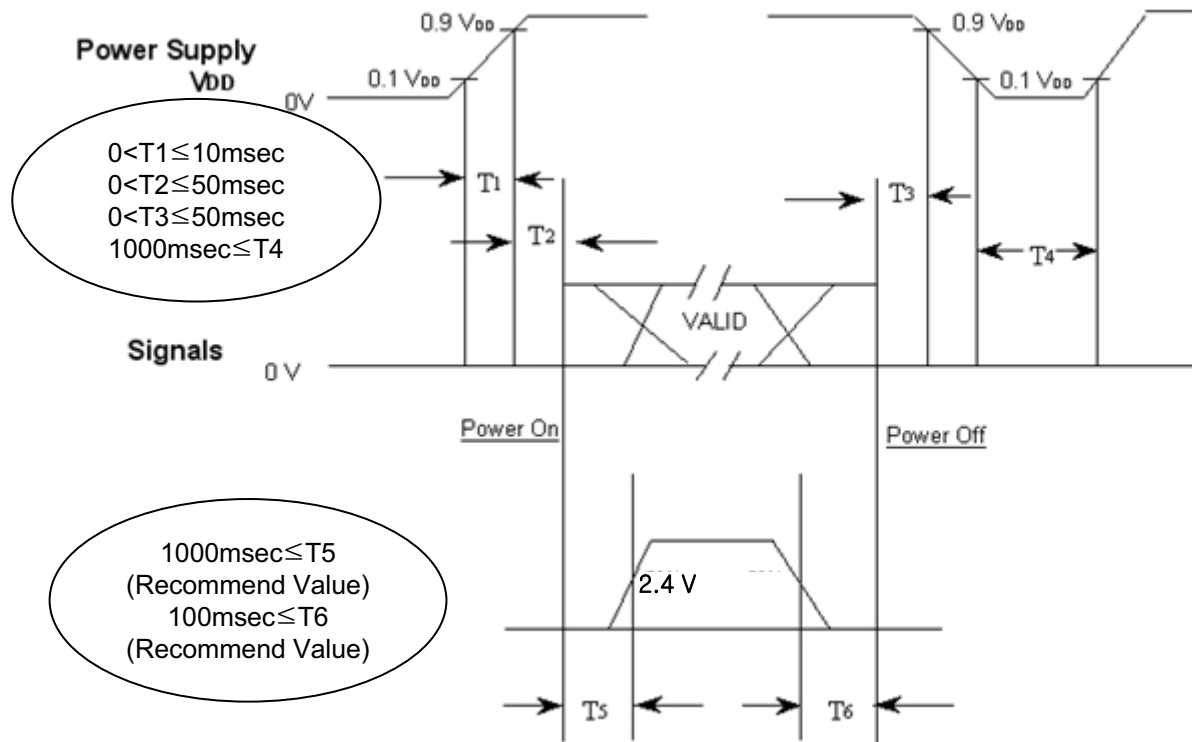 0.9 VDD
0.9 VDD
Power Supply
VDD
0.1 VDD
0.1 VDD
0V
0<T1≦10msec
0<T2≦50msec
0<T3≦50msec
1000msec≦T4
T1
T3
T2
T4
VALID
Signals
0 V
Power On
Power Off
1000msec≦T5
(Recommend Value)
100msec≦T6
(Recommend Value)
2.4 V
T5
T6